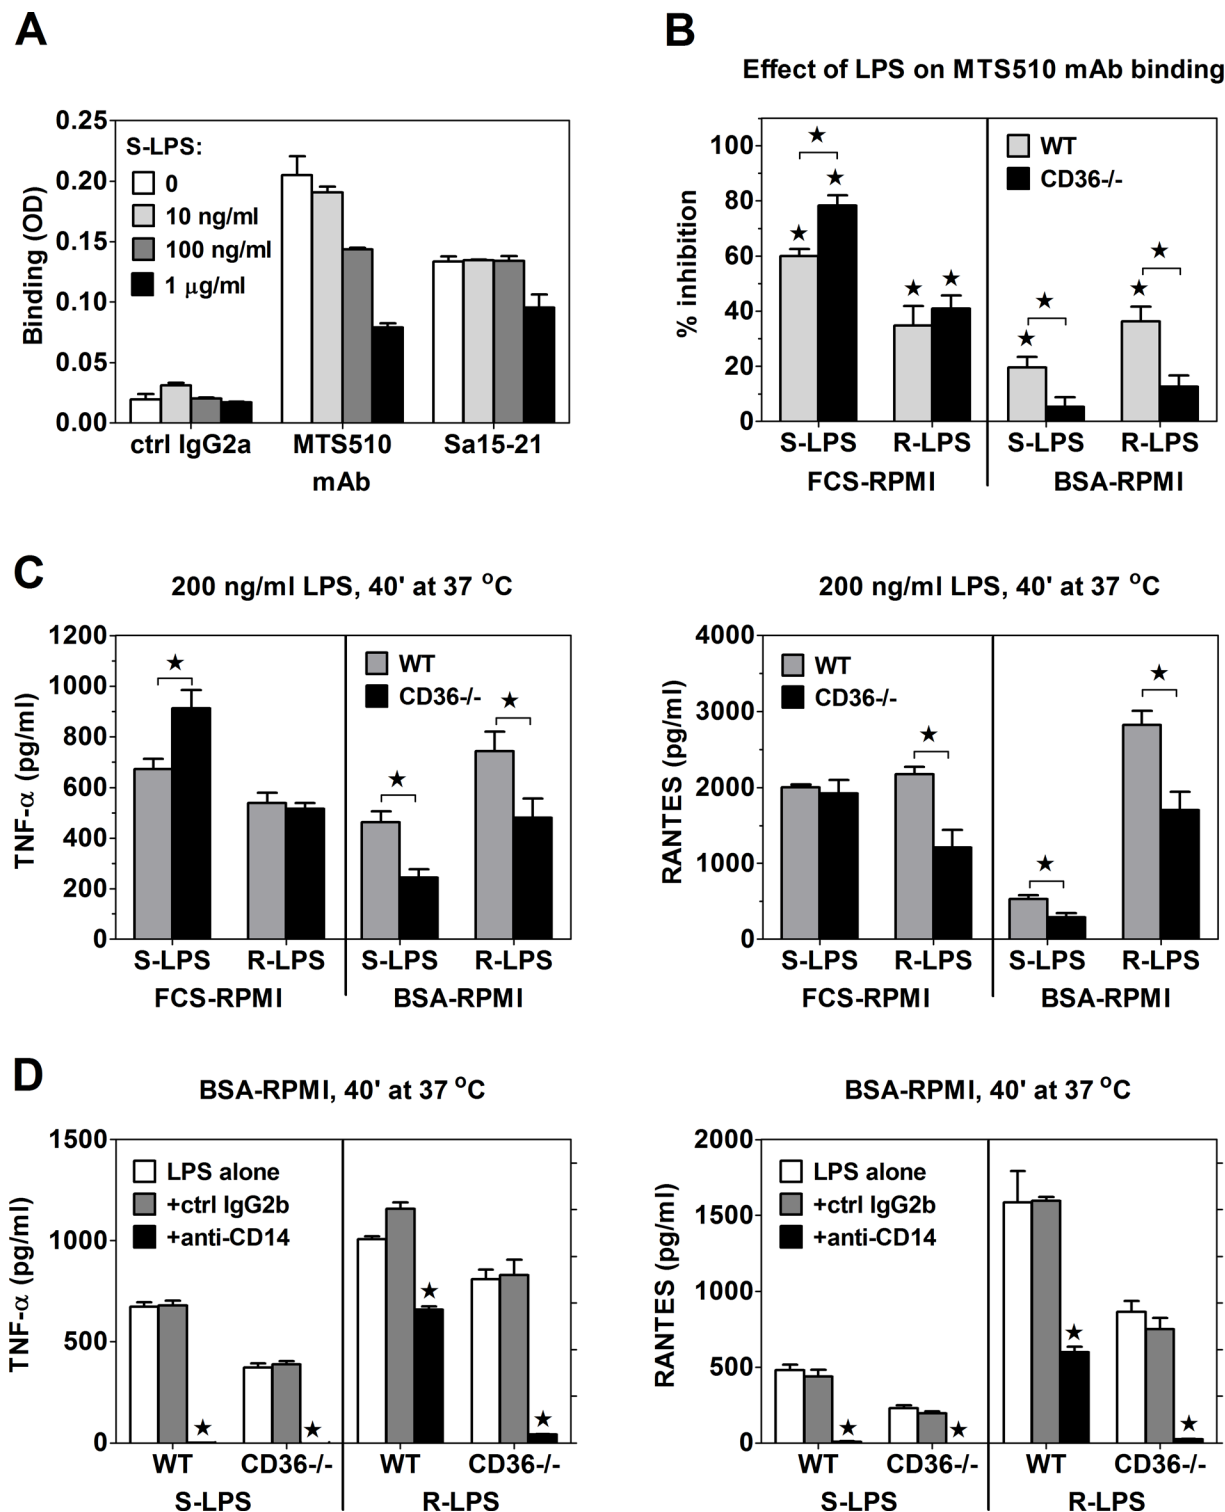 A
S-LPS:
0
10 ng/ml
100 ng/ml
1 μg/ml
Binding (OD)
0.25
0.20
0.15
0.10
0.05
0.00
ctrl IgG2a
MTS510
Sa15-21
mAb
B
Effect of LPS on MTS510 mAb binding
WT
CD36-/-
% inhibition
100
80
60
40
20
0
S-LPS
R-LPS
S-LPS
R-LPS
FCS-RPMI
BSA-RPMI
C
200 ng/ml LPS, 40' at 37 °C
WT
CD36-/-
TNF-α (pg/ml)
1200
1000
800
600
400
200
0
S-LPS
R-LPS
S-LPS
R-LPS
FCS-RPMI
BSA-RPMI
200 ng/ml LPS, 40' at 37 °C
WT
CD36-/-
RANTES (pg/ml)
4000
3000
2000
1000
0
S-LPS
R-LPS
S-LPS
R-LPS
FCS-RPMI
BSA-RPMI
D
BSA-RPMI, 40' at 37 °C
LPS alone
+ctrl IgG2b
+anti-CD14
TNF-α (pg/ml)
1500
1000
500
0
WT
CD36-/-
WT
CD36-/-
S-LPS
R-LPS
BSA-RPMI, 40' at 37 °C
LPS alone
+ctrl IgG2b
+anti-CD14
RANTES (pg/ml)
2000
1500
1000
500
0
WT
CD36-/-
WT
CD36-/-
S-LPS
R-LPS